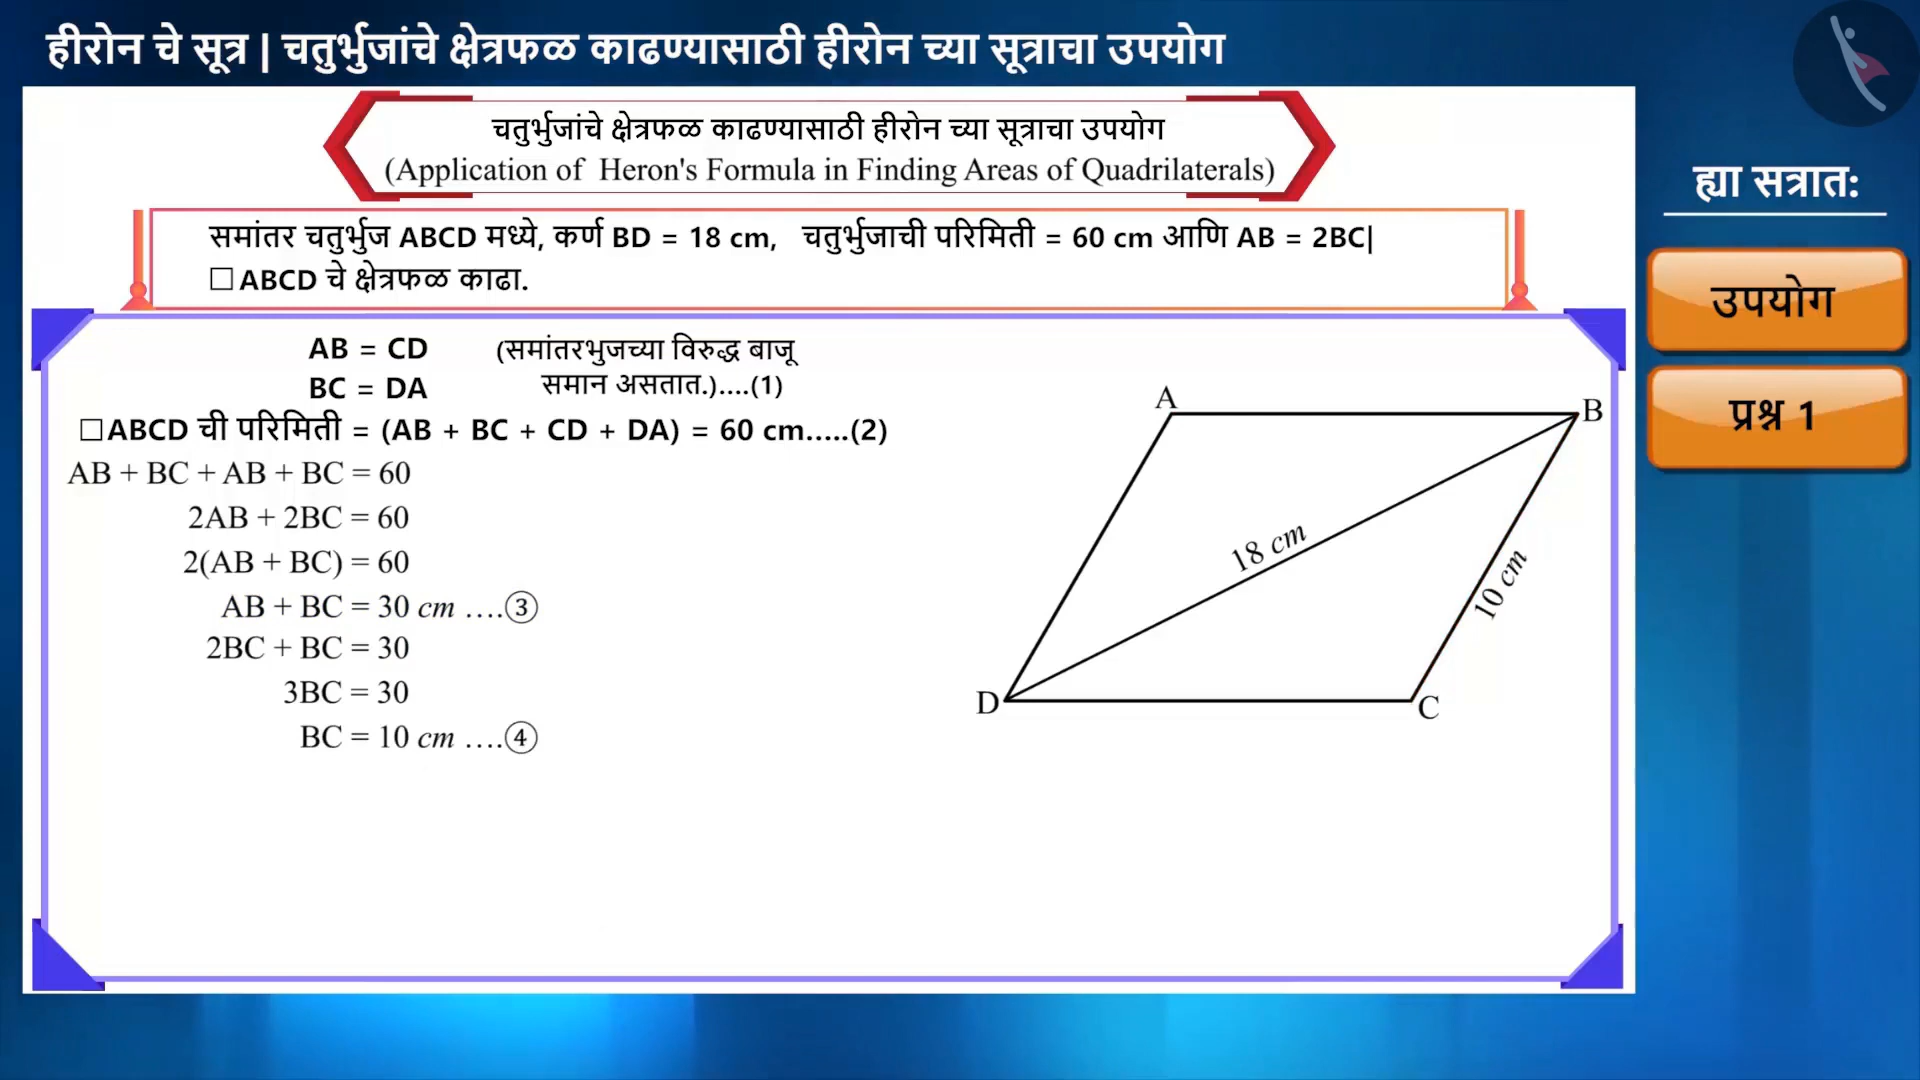 हीरोन चे सूत्र | चतुर्भुजांचे क्षेत्रफळ काढण्यासाठी हीरोन च्या सूत्राचा उपयोग
चतुर्भुजांचे क्षेत्रफळ काढण्यासाठी हीरोन च्या सूत्राचा उपयोग
(Application of Heron's Formula in Finding Areas of Quadrilaterals)
समांतर चतुर्भुज ABCD मध्ये, कर्ण BD = 18 cm, चतुर्भुजाची परिमिती = 60 cm आणि AB = 2BC|
□ ABCD चे क्षेत्रफळ काढा.
AB = CD (समांतरभुजच्या विरुद्ध बाजू
BC = DA समान असतात.)....(1)
□ABCD ची परिमिती = (AB + BC + CD + DA) = 60 cm.....(2)
AB + BC + AB + BC = 60
2AB + 2BC = 60
2(AB + BC) = 60
AB + BC = 30 cm ....③
2BC + BC = 30
3BC = 30
BC = 10 cm ....④
A
B
18 cm
10 cm
D
C
ह्या सत्रात:
उपयोग
प्रश्न 1